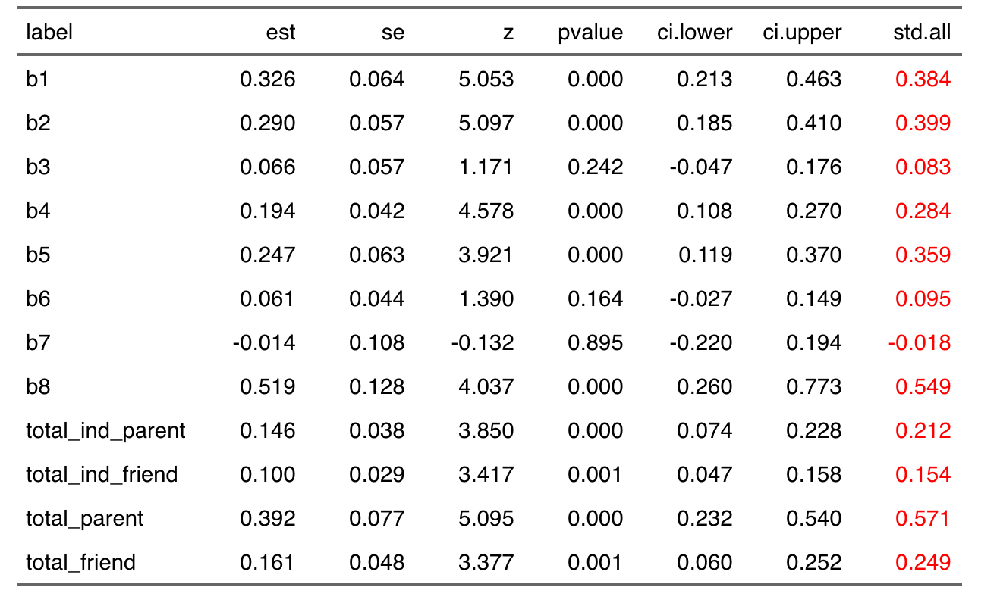 label est se z pvalue ci.lower ci.upper std.all
b1 0.326 0.064 5.053 0.000 0.213 0.463 0.384
b2 0.290 0.057 5.097 0.000 0.185 0.410 0.399
b3 0.066 0.057 1.171 0.242 -0.047 0.176 0.083
b4 0.194 0.042 4.578 0.000 0.108 0.270 0.284
b5 0.247 0.063 3.921 0.000 0.119 0.370 0.359
b6 0.061 0.044 1.390 0.164 -0.027 0.149 0.095
b7 -0.014 0.108 -0.132 0.895 -0.220 0.194 -0.018
b8 0.519 0.128 4.037 0.000 0.260 0.773 0.549
total_ind_parent 0.146 0.038 3.850 0.000 0.074 0.228 0.212
total_ind_friend 0.100 0.029 3.417 0.001 0.047 0.158 0.154
total_parent 0.392 0.077 5.095 0.000 0.232 0.540 0.571
total_friend 0.161 0.048 3.377 0.001 0.060 0.252 0.249